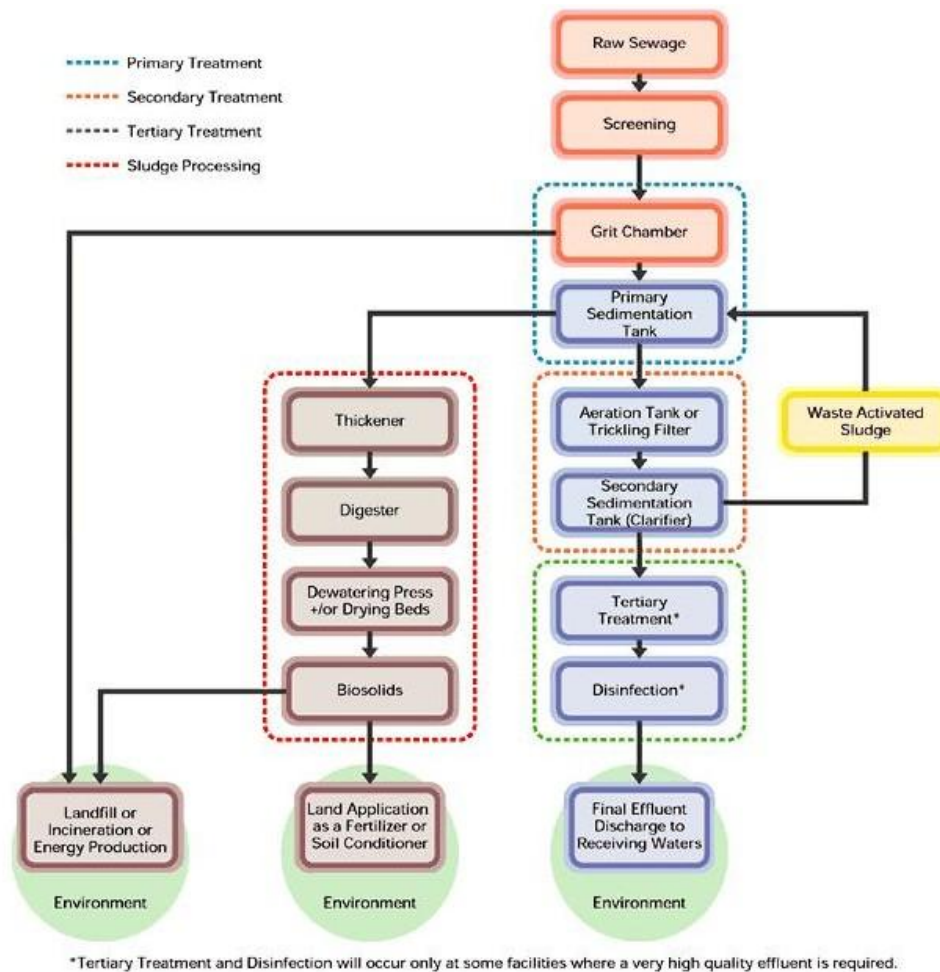 Raw Sewage
Primary Treatment
Secondary Treatment
Tertiary Treatment
Sludge Processing
Screening
Grit Chamber
Primary
Sedimentation
Tank
Thickener
Aeration Tank or
Trickling Filter
Waste Activated
Sludge
Digester
Secondary
Sedimentation
Tank (Clarifier)
Dewatering Press
+/or Drying Beds
Tertiary
Treatment*
Biosolids
Disinfection*
Landfill or
Incineration or
Energy Production
Environment
Land Application
as a Fertilizer or
Soil Conditioner
Environment
Final Effluent
Discharge to
Receiving Waters
Environment
*Tertiary Treatment and Disinfection will occur only at some facilities where a very high quality effluent is required.